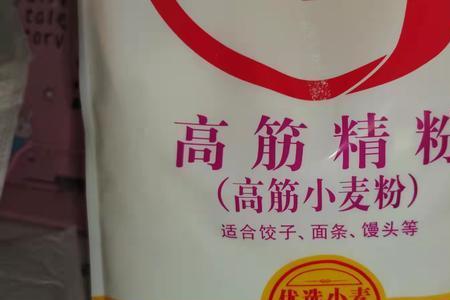 tale
高筋精粉
(高筋小麦粉)
适合饺子、面条、馒头等
优选小麦